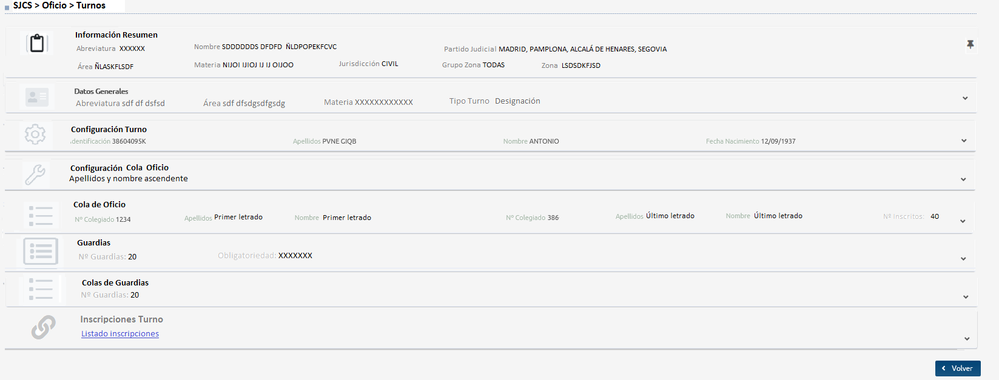 SJCS > Oficio > Turnos
Información Resumen
Abreviatura XXXXXX Nombre SDDDDDDS DFDFD ÑLDPOPEKFCVC Partido Judicial MADRID, PAMPLONA, ALCALÁ DE HENARES, SEGOVIA
Área ÑLASKFLSDF Materia NIJOI IJIOJ IJ IJ OIJOO Jurisdicción CIVIL Grupo Zona TODAS Zona LSDSDKFJSD
Datos Generales
Abreviatura sdf df dsfsd Área sdf dfsdgsdfgsdg Materia XXXXXXXXXXXX Tipo Turno Designación
Configuración Turno
dentificación 38604095K Apellidos PVNE GIQB Nombre ANTONIO Fecha Nacimiento 12/09/1937
Configuración Cola Oficio
Apellidos y nombre ascendente
Cola de Oficio
Nº Colegiado 1234 Apellidos Primer letrado Nombre Primer letrado Nº Colegiado 386 Apellidos Último letrado Nombre Último letrado Nº Inscritos: 40
Guardias
Nº Guardias: 20 Obligatoriedad: XXXXXXX
Colas de Guardias
Nº Guardias: 20
Inscripciones Turno
Listado inscripciones
Volver